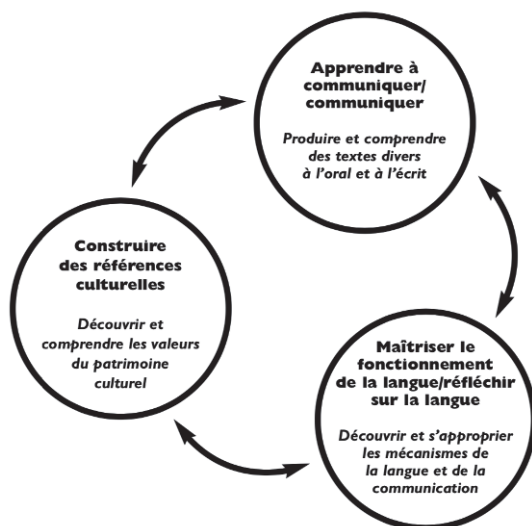 Apprendre à
communiquer/
communiquer
Produire et comprendre
des textes divers
à l'oral et à l'écrit
Construire
des références
culturelles
Découvrir et
comprendre les valeurs
du patrimoine
culturel
Maîtriser le
fonctionnement
de la langue/réfléchir
sur la langue
Découvrir et s'approprier
les mécanismes de
la langue et de la
communication